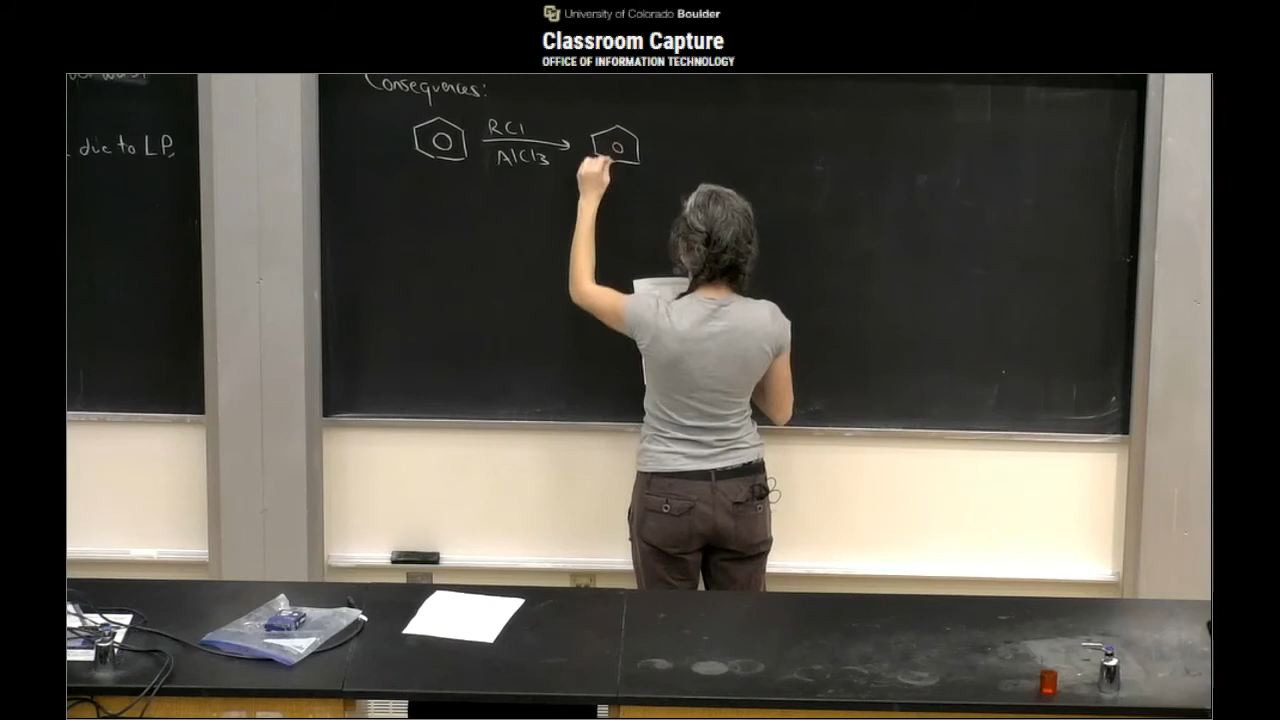 University of Colorado Boulder
Classroom Capture
OFFICE OF INFORMATION TECHNOLOGY
due to LP,
Consequences:
RCl
AlCl3